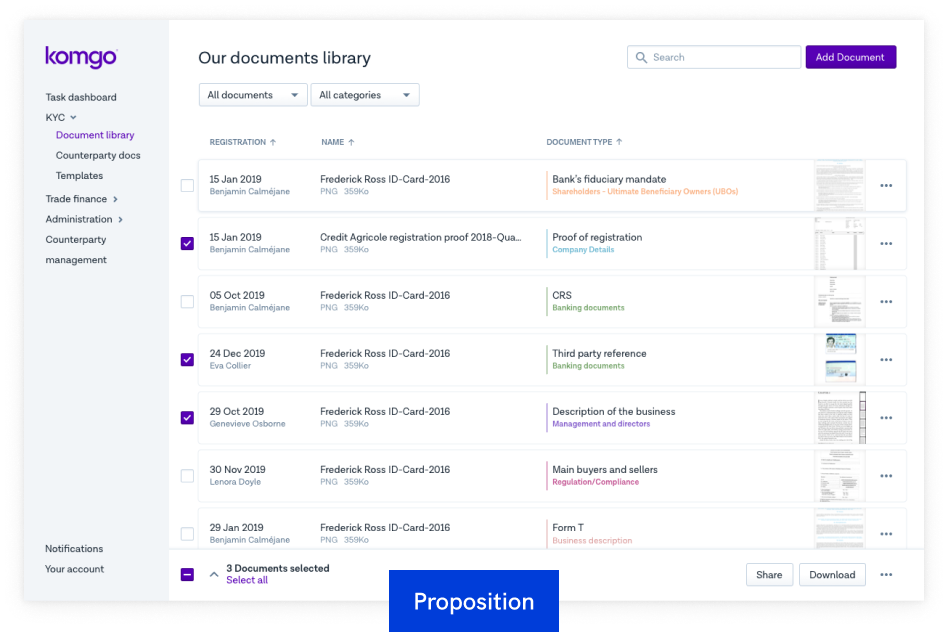 komgo
Our documents library
Search
Add Document
Task dashboard
KYC
Document library
Counterparty docs
Templates
Trade finance
Administration
Counterparty
management
Notifications
Your account
All documents
All categories
REGISTRATION
NAME
DOCUMENT TYPE
15 Jan 2019
Benjamin Calméjane
Frederick Ross ID-Card-2016
PNG 359Ko
Bank's fiduciary mandate
Shareholders - Ultimate Beneficiary Owners (UBOs)
15 Jan 2019
Benjamin Calméjane
Credit Agricole registration proof 2018-Qua...
PNG 359Ko
Proof of registration
Company Details
05 Oct 2019
Benjamin Calméjane
Frederick Ross ID-Card-2016
PNG 359Ko
CRS
Banking documents
24 Dec 2019
Eva Collier
Frederick Ross ID-Card-2016
PNG 359Ko
Third party reference
Banking documents
29 Oct 2019
Genevieve Osborne
Frederick Ross ID-Card-2016
PNG 359Ko
Description of the business
Management and directors
30 Nov 2019
Lenora Doyle
Frederick Ross ID-Card-2016
PNG 359Ko
Main buyers and sellers
Regulation/Compliance
29 Jan 2019
Benjamin Calméjane
Frederick Ross ID-Card-2016
PNG 359Ko
Form T
Business description
3 Documents selected
Select all
Share
Download
Proposition